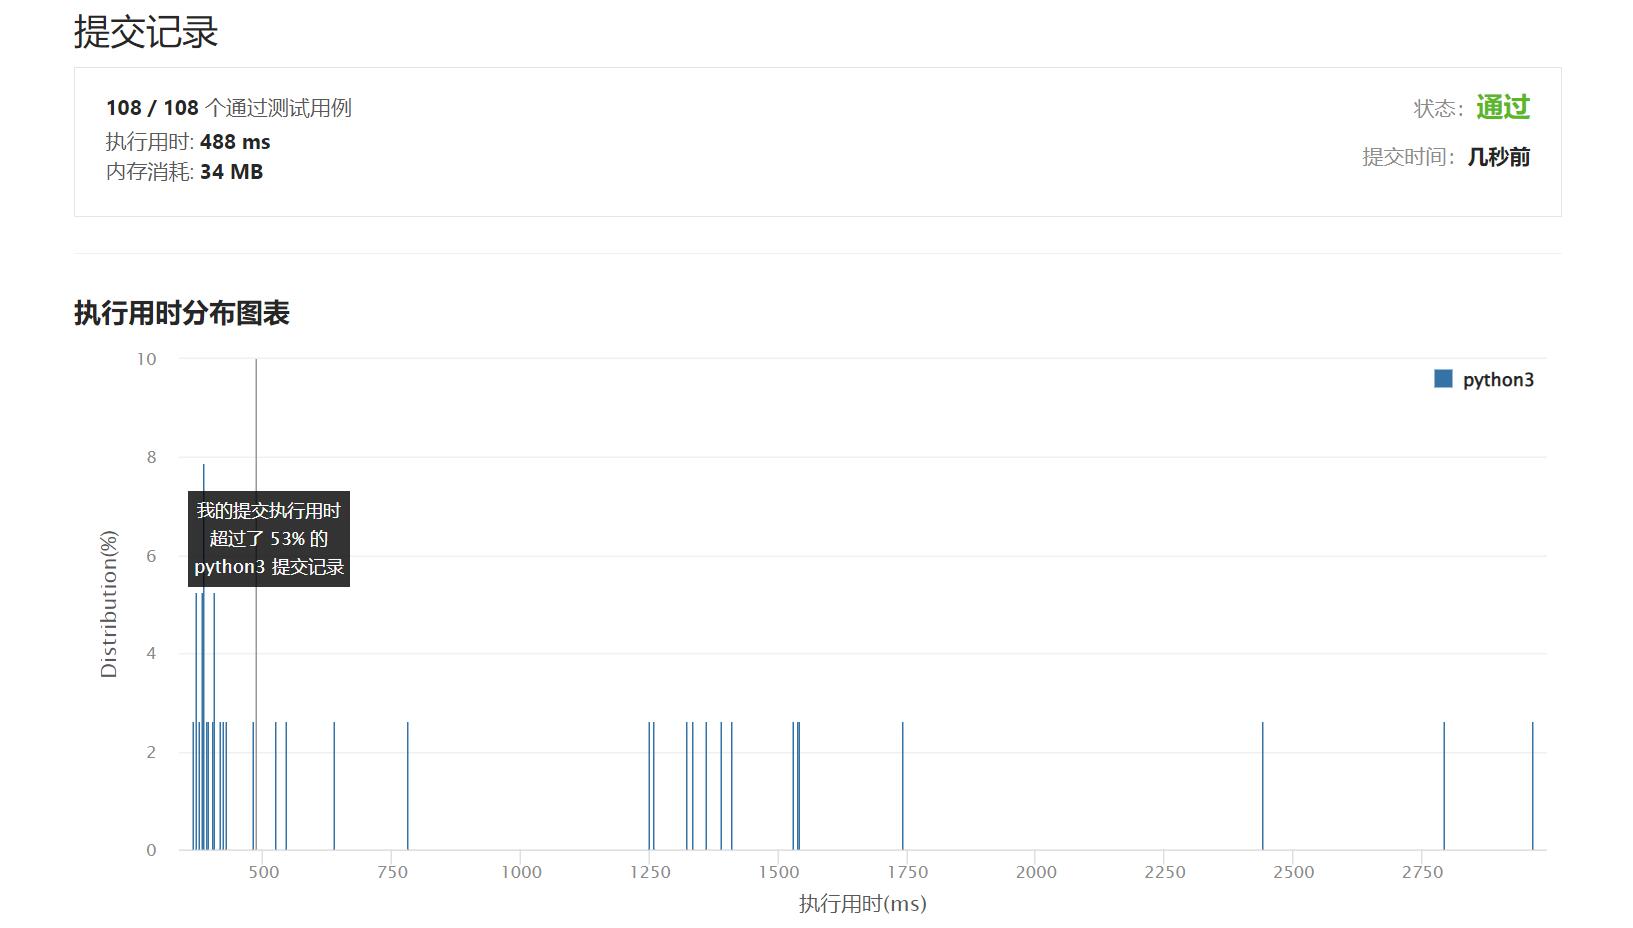 提交记录
108 / 108 个通过测试用例
状态：通过
执行用时: 488 ms
提交时间：几秒前
内存消耗: 34 MB
执行用时分布图表
10
python3
8
我的提交执行用时
超过了 53% 的
python3 提交记录
6
Distribution(%)
4
2
0
500 750 1000 1250 1500 1750 2000 2250 2500 2750
执行用时(ms)